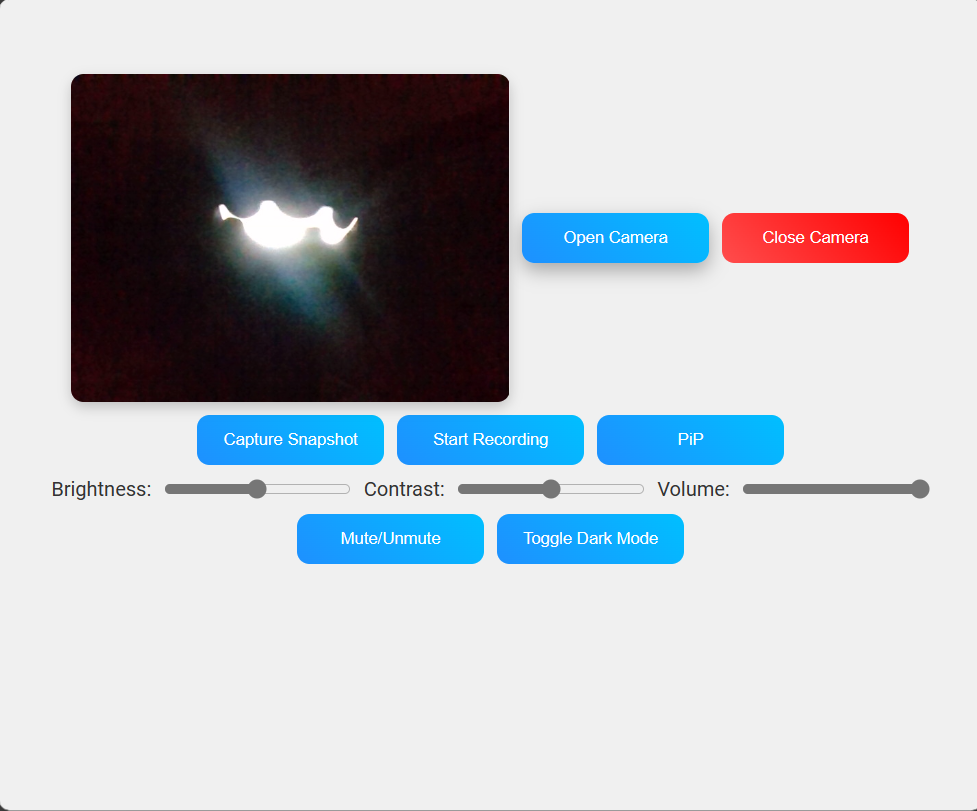 Open Camera
Close Camera
Capture Snapshot
Start Recording
PiP
Brightness:
Contrast:
Volume:
Mute/Unmute
Toggle Dark Mode